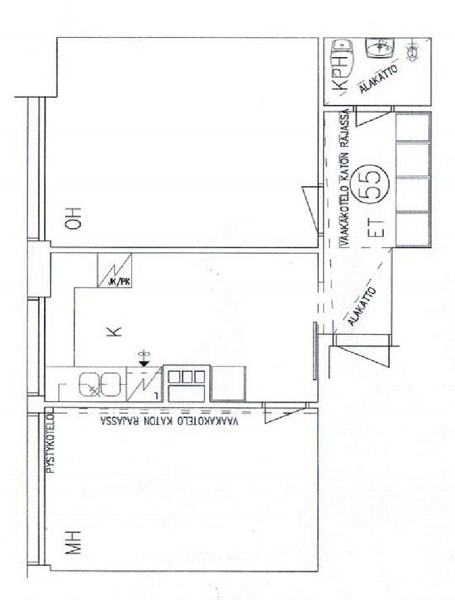 KPH
ALAKATTO
VAAKAKOTELO KATON RAJASSA
OH
ET
55
JK/PK
K
ALAKATTO
PYSTYKOTELO
VAAKAKOTELO KATON RAJASSA
MH